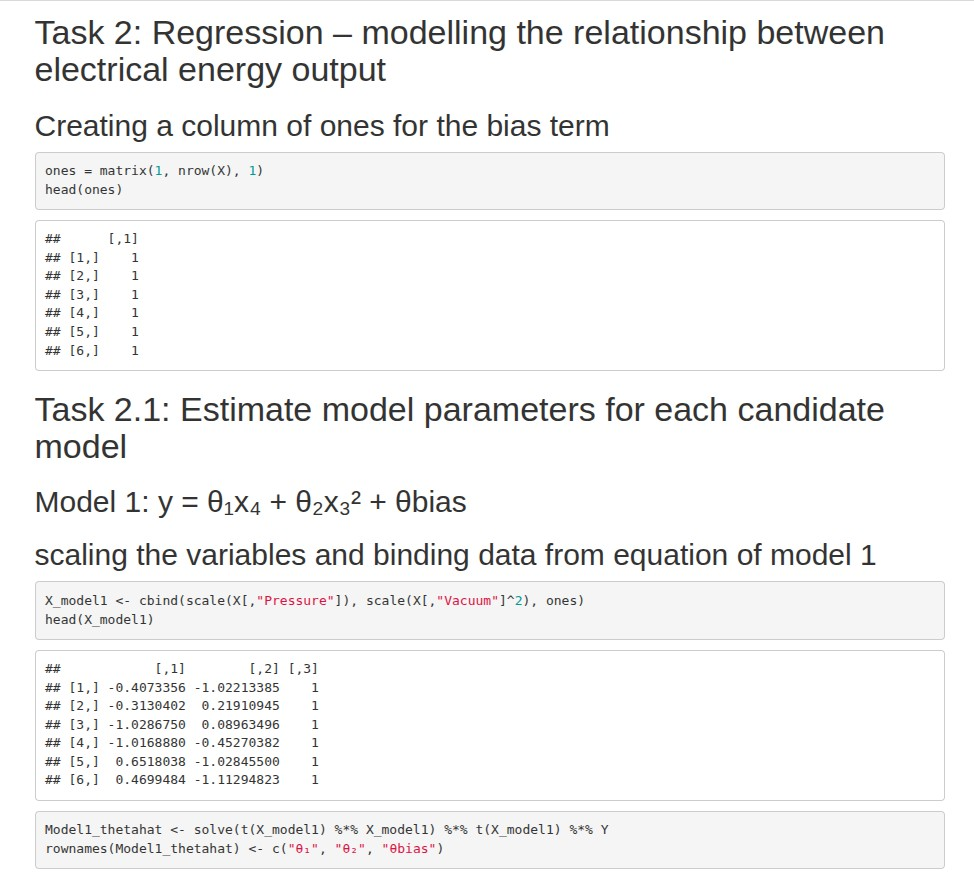 Task 2: Regression – modelling the relationship between
electrical energy output
Creating a column of ones for the bias term
ones = matrix(1, nrow(X), 1)
head(ones)
##      [,1]
## [1,]    1
## [2,]    1
## [3,]    1
## [4,]    1
## [5,]    1
## [6,]    1
Task 2.1: Estimate model parameters for each candidate
model
Model 1: y = θ₁x₄ + θ₂x₃² + θbias
scaling the variables and binding data from equation of model 1
X_model1 <- cbind(scale(X[,"Pressure"]), scale(X[,"Vacuum"]^2), ones)
head(X_model1)
##            [,1]        [,2] [,3]
## [1,] -0.4073356 -1.02213385    1
## [2,] -0.3130402  0.21910945    1
## [3,] -1.0286750  0.08963496    1
## [4,] -1.0168880 -0.45270382    1
## [5,]  0.6518038 -1.02845500    1
## [6,]  0.4699484 -1.11294823    1
Model1_thetahat <- solve(t(X_model1) %*% X_model1) %*% t(X_model1) %*% Y
rownames(Model1_thetahat) <- c("θ₁", "θ₂", "θbias")